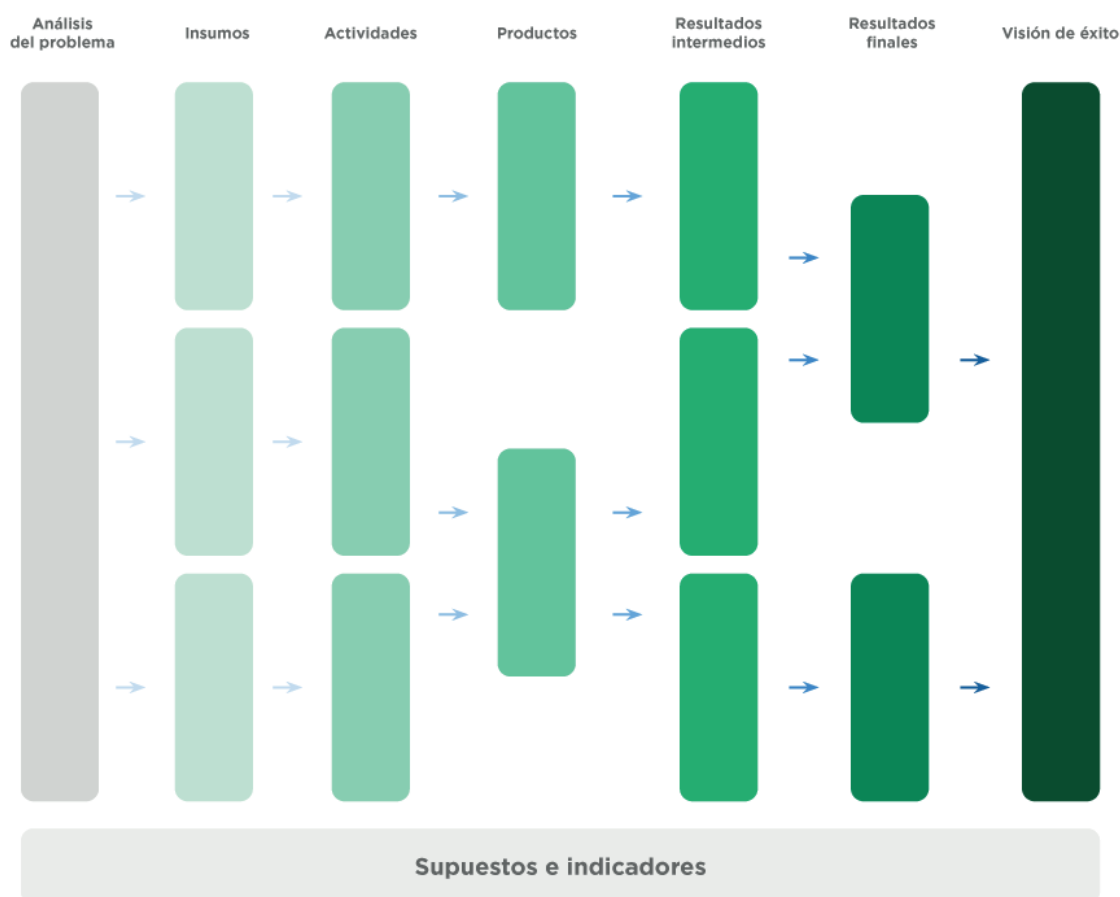 Análisis
del problema
Insumos
Actividades
Productos
Resultados
intermedios
Resultados
finales
Visión de éxito
Supuestos e indicadores